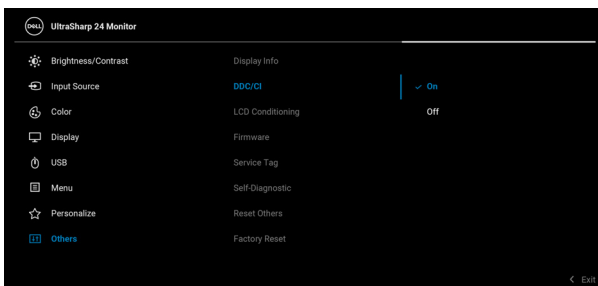 DELL UltraSharp 24 Monitor
Brightness/Contrast Display Info
Input Source DDC/CI ✓ On
Color LCD Conditioning Off
Display Firmware
USB Service Tag
Menu Self-Diagnostic
Personalize Reset Others
Others Factory Reset
< Exit